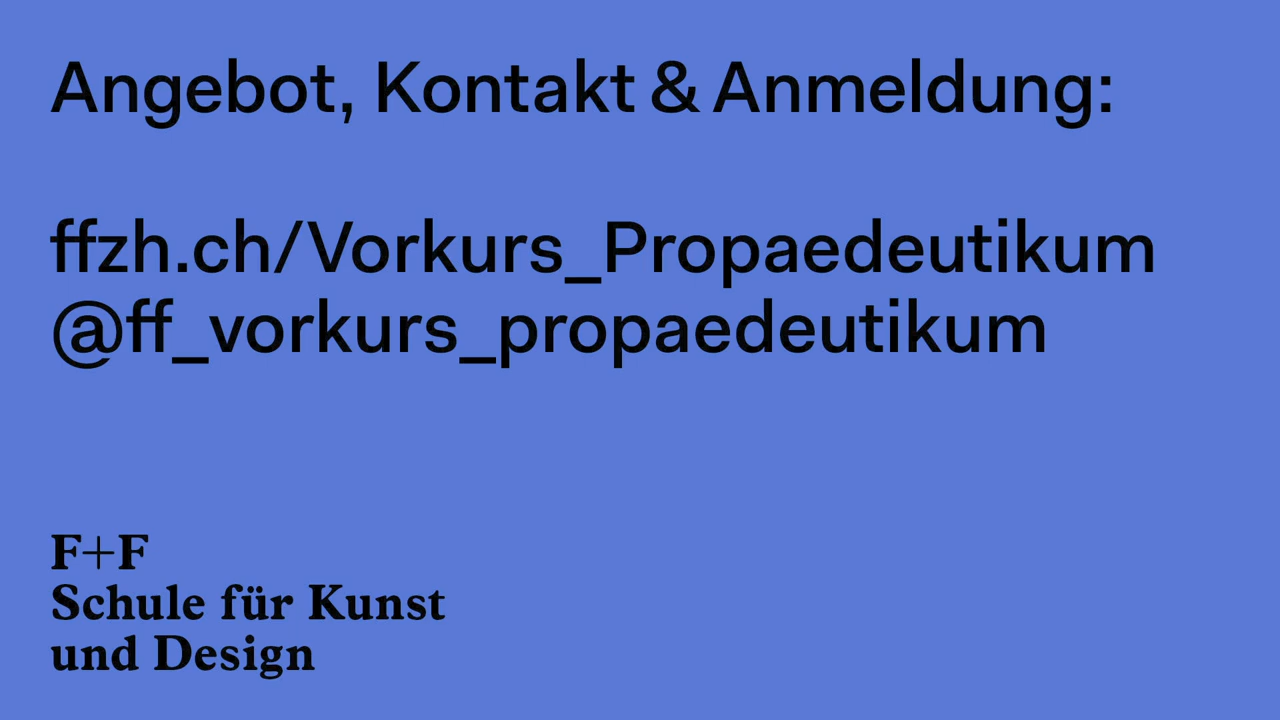 Angebot, Kontakt & Anmeldung:
ffzh.ch/Vorkurs_Propaedeutikum
@ff_vorkurs_propaedeutikum
F+F
Schule für Kunst
und Design